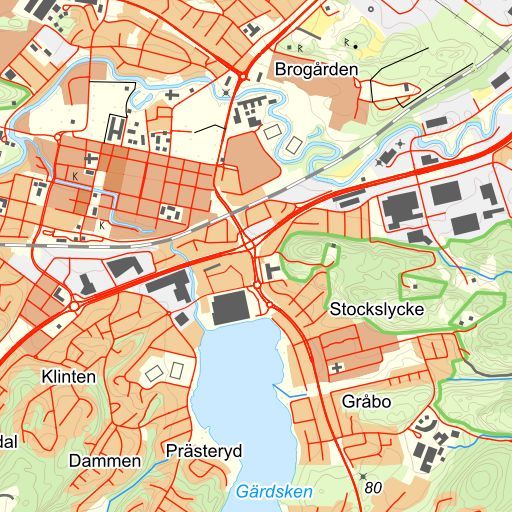 Brogården
K
K
K
K
Stockslycke
Klinten
Gråbo
dal
Dammen
Prästeryd
Gärdsken
80